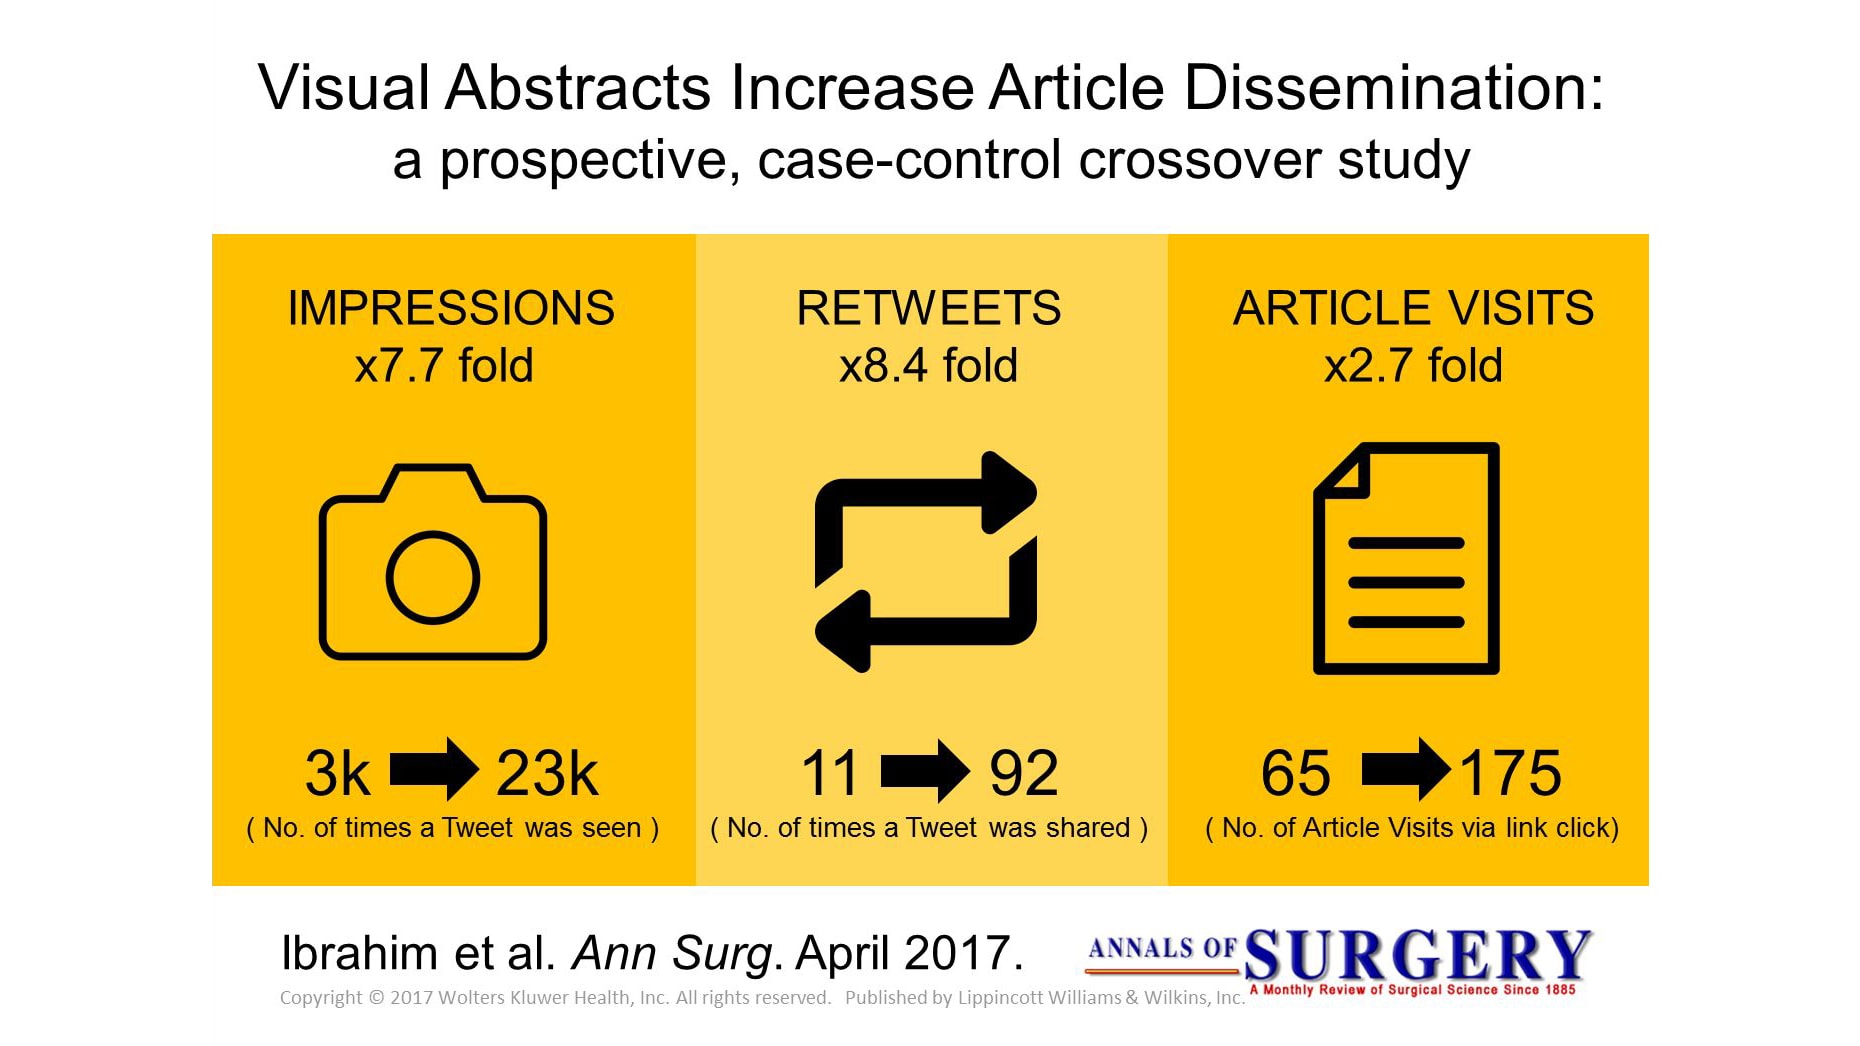 Visual Abstracts Increase Article Dissemination:
a prospective, case-control crossover study
IMPRESSIONS
x7.7 fold
3k 23k
( No. of times a Tweet was seen )
RETWEETS
x8.4 fold
11 92
( No. of times a Tweet was shared )
ARTICLE VISITS
x2.7 fold
65 175
( No. of Article Visits via link click)
Ibrahim et al. Ann Surg. April 2017.
Copyright © 2017 Wolters Kluwer Health, Inc. All rights reserved. Published by Lippincott Williams & Wilkins, Inc.
ANNALS OF SURGERY
A Monthly Review of Surgical Science Since 1885